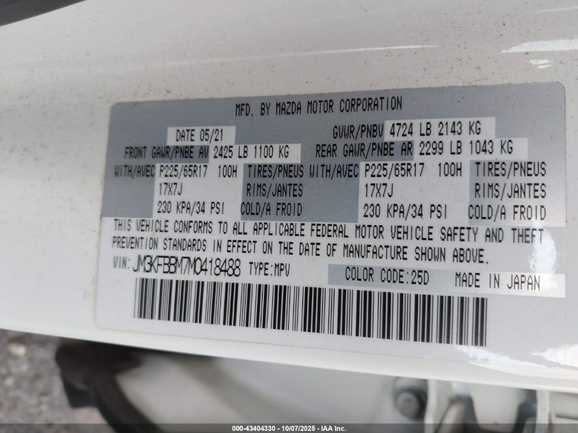 MFD. BY MAZDA MOTOR CORPORATION
DATE 05/21 GVWR/PNBV 4724 LB 2143 KG
FRONT GAWR/PNBE AV 2425 LB 1100 KG REAR GAWR/PNBE AR 2299 LB 1043 KG
WITH/AVEC P225/65R17 100H TIRES/PNEUS WITH/AVEC P225/65R17 100H TIRES/PNEUS
17X7J RIMS/JANTES 17X7J RIMS/JANTES
230 KPA/34 PSI COLD/A FROID 230 KPA/34 PSI COLD/A FROID
THIS VEHICLE CONFORMS TO ALL APPLICABLE FEDERAL MOTOR VEHICLE SAFETY AND THEFT
PREVENTION STANDARDS IN EFFECT ON THE DATE OF MANUFACTURE SHOWN ABOVE.
VIN: JM3KFBBM7M0418488 TYPE:MPV COLOR CODE:25D MADE IN JAPAN
000-43404330 - 10/07/2025 - IAA Inc.